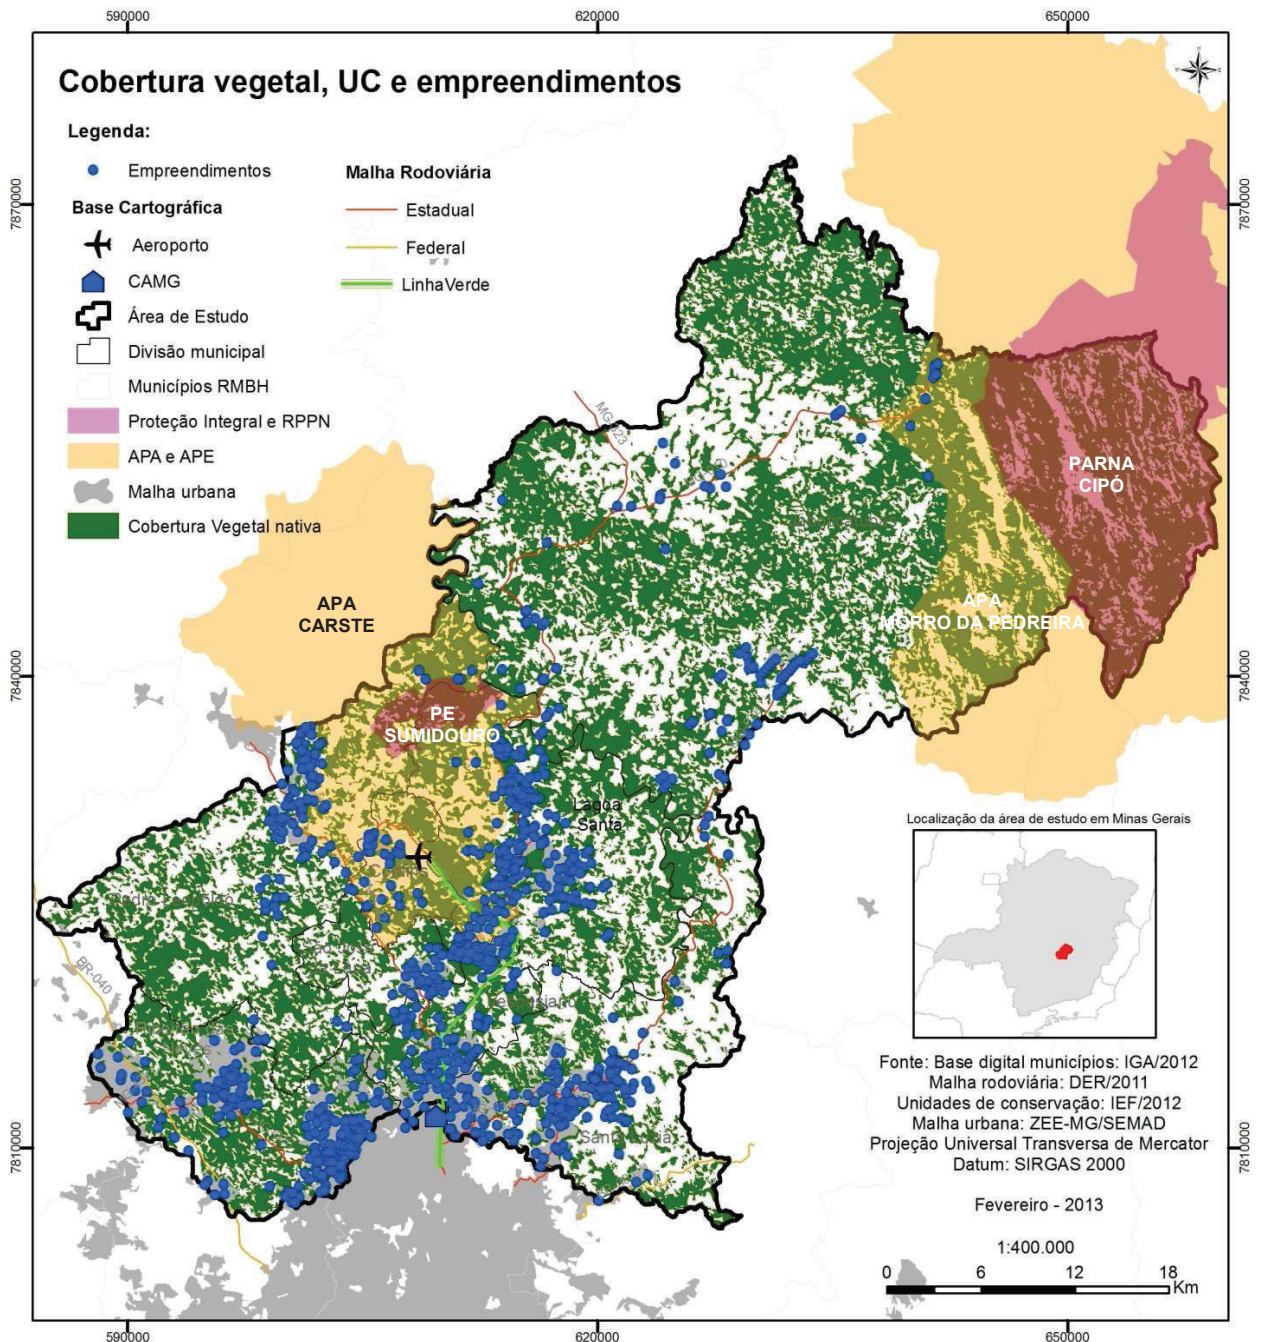 590000
620000
650000
Cobertura vegetal, UC e empreendimentos
Legenda:
Empreendimentos
Base Cartográfica
Aeroporto
CAMG
Área de Estudo
Divisão municipal
Municípios RMBH
Proteção Integral e RPPN
APA e APE
Malha urbana
Cobertura Vegetal nativa
Malha Rodoviária
Estadual
Federal
LinhaVerde
7870000
7870000
PARNA
CIPÓ
APA
CARSTE
APA
MORRO DA PEDREIRA
7840000
7840000
PE
SUMIDOURO
Lagoa
Santa
BR-040
7810000
7810000
Localização da área de estudo em Minas Gerais
Fonte: Base digital municípios: IGA/2012
Malha rodoviária: DER/2011
Unidades de conservação: IEF/2012
Malha urbana: ZEE-MG/SEMAD
Projeção Universal Transversa de Mercator
Datum: SIRGAS 2000
Fevereiro - 2013
1:400.000
0 6 12 18
Km
590000
620000
650000